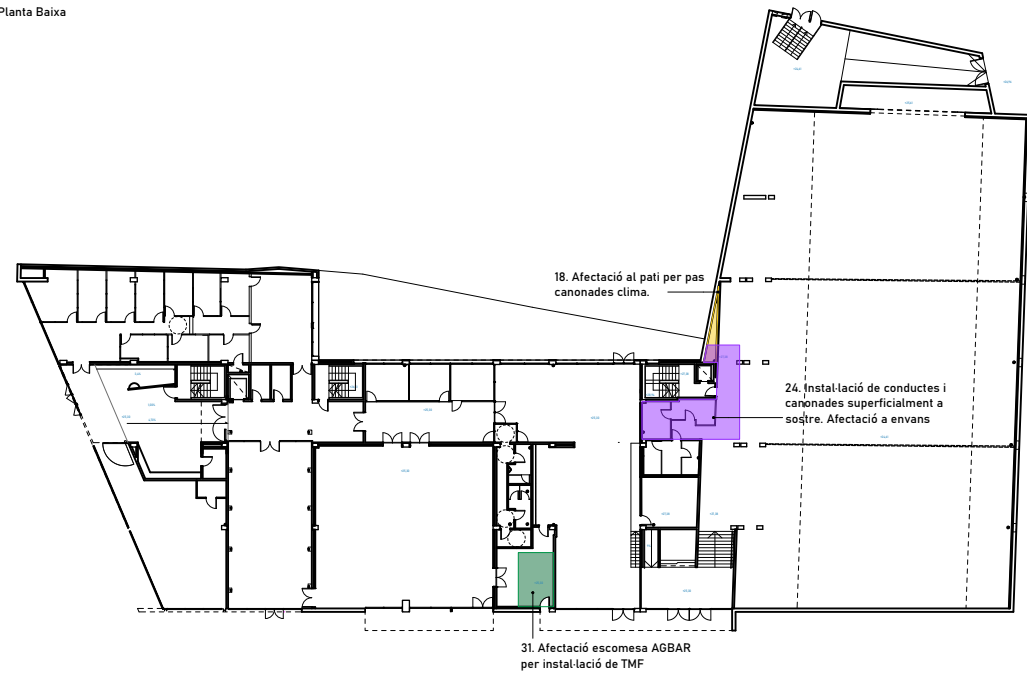 Planta Baixa
18. Afectació al pati per pas
canonades clima.
24. Instal·lació de conductes i
canonades superficialment a
sostre. Afectació a envans
31. Afectació escomesa AGBAR
per instal·lació de TMF